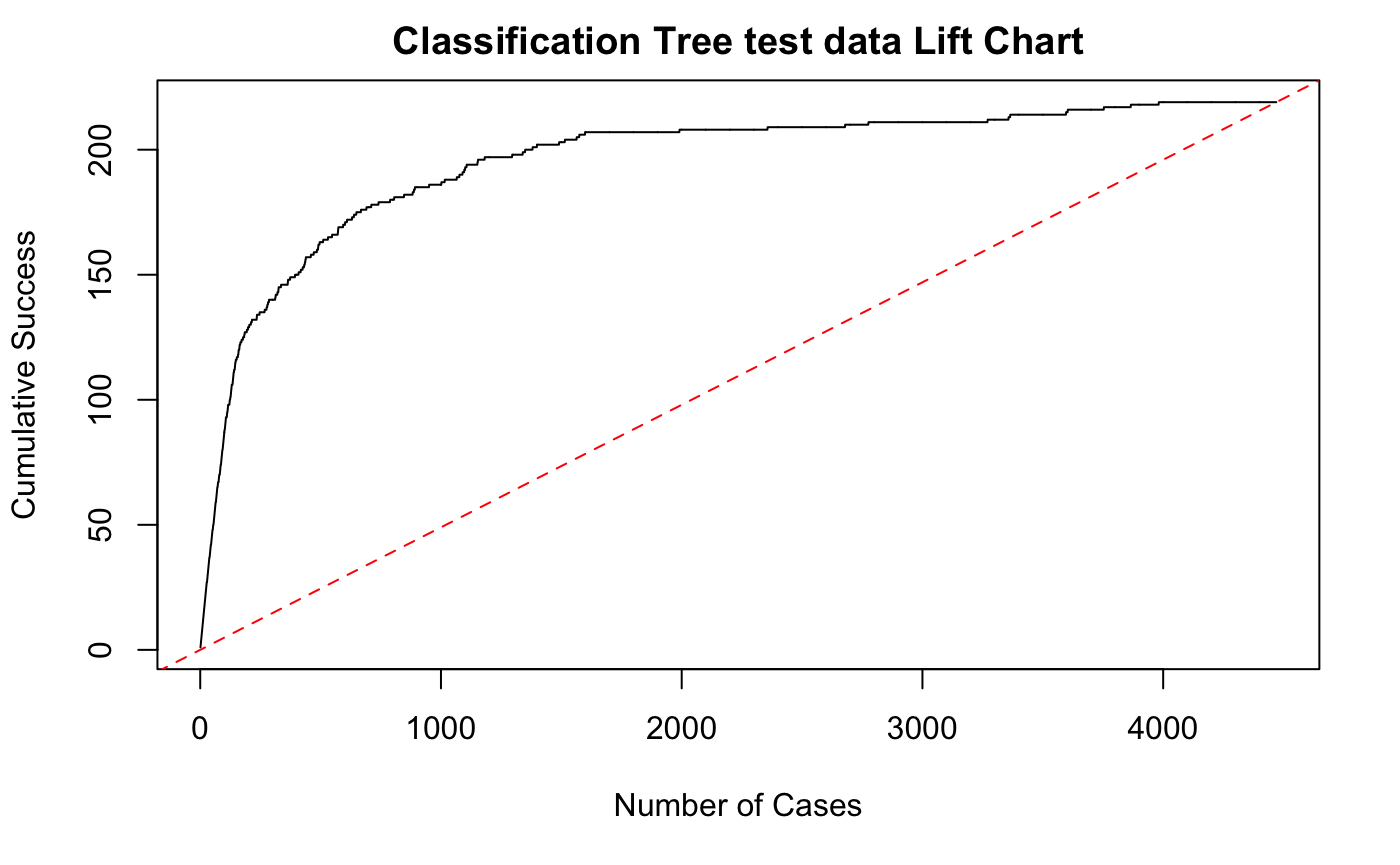 Classification Tree test data Lift Chart
Cumulative Success
200
150
100
50
0
0 1000 2000 3000 4000
Number of Cases